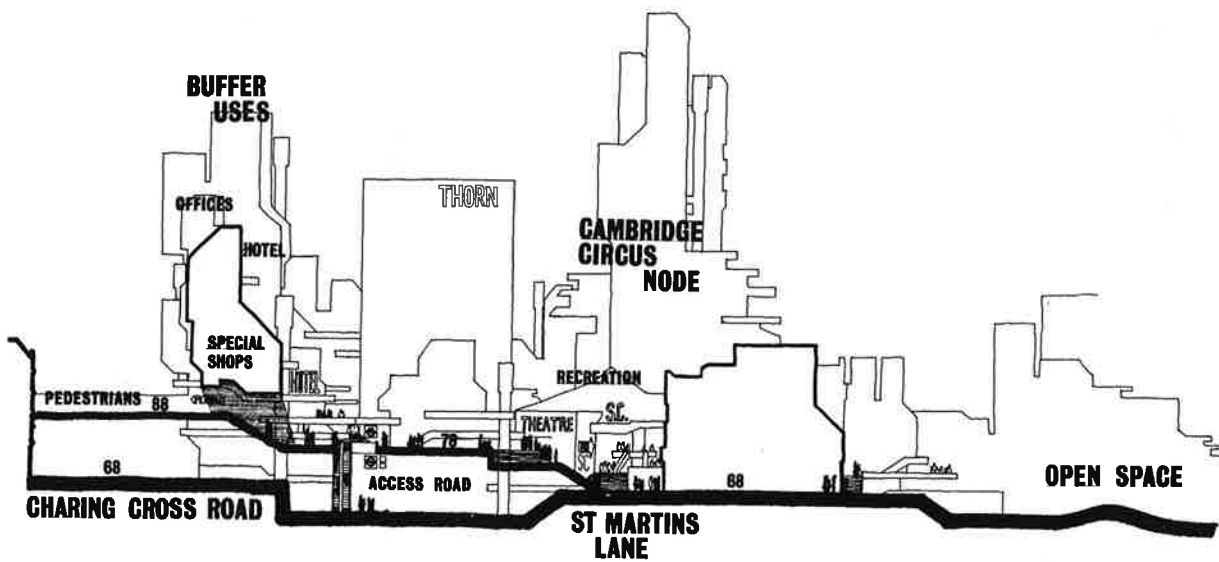 BUFFER
USES
THORN
OFFICES
CAMBRIDGE
CIRCUS
NODE
HOTEL
SPECIAL
SHOPS
HOTEL
RECREATION
PEDESTRIANS
88
S.C.
THEATRE
78
SC
68
ACCESS ROAD
68
OPEN SPACE
CHARING CROSS ROAD
ST MARTINS
LANE